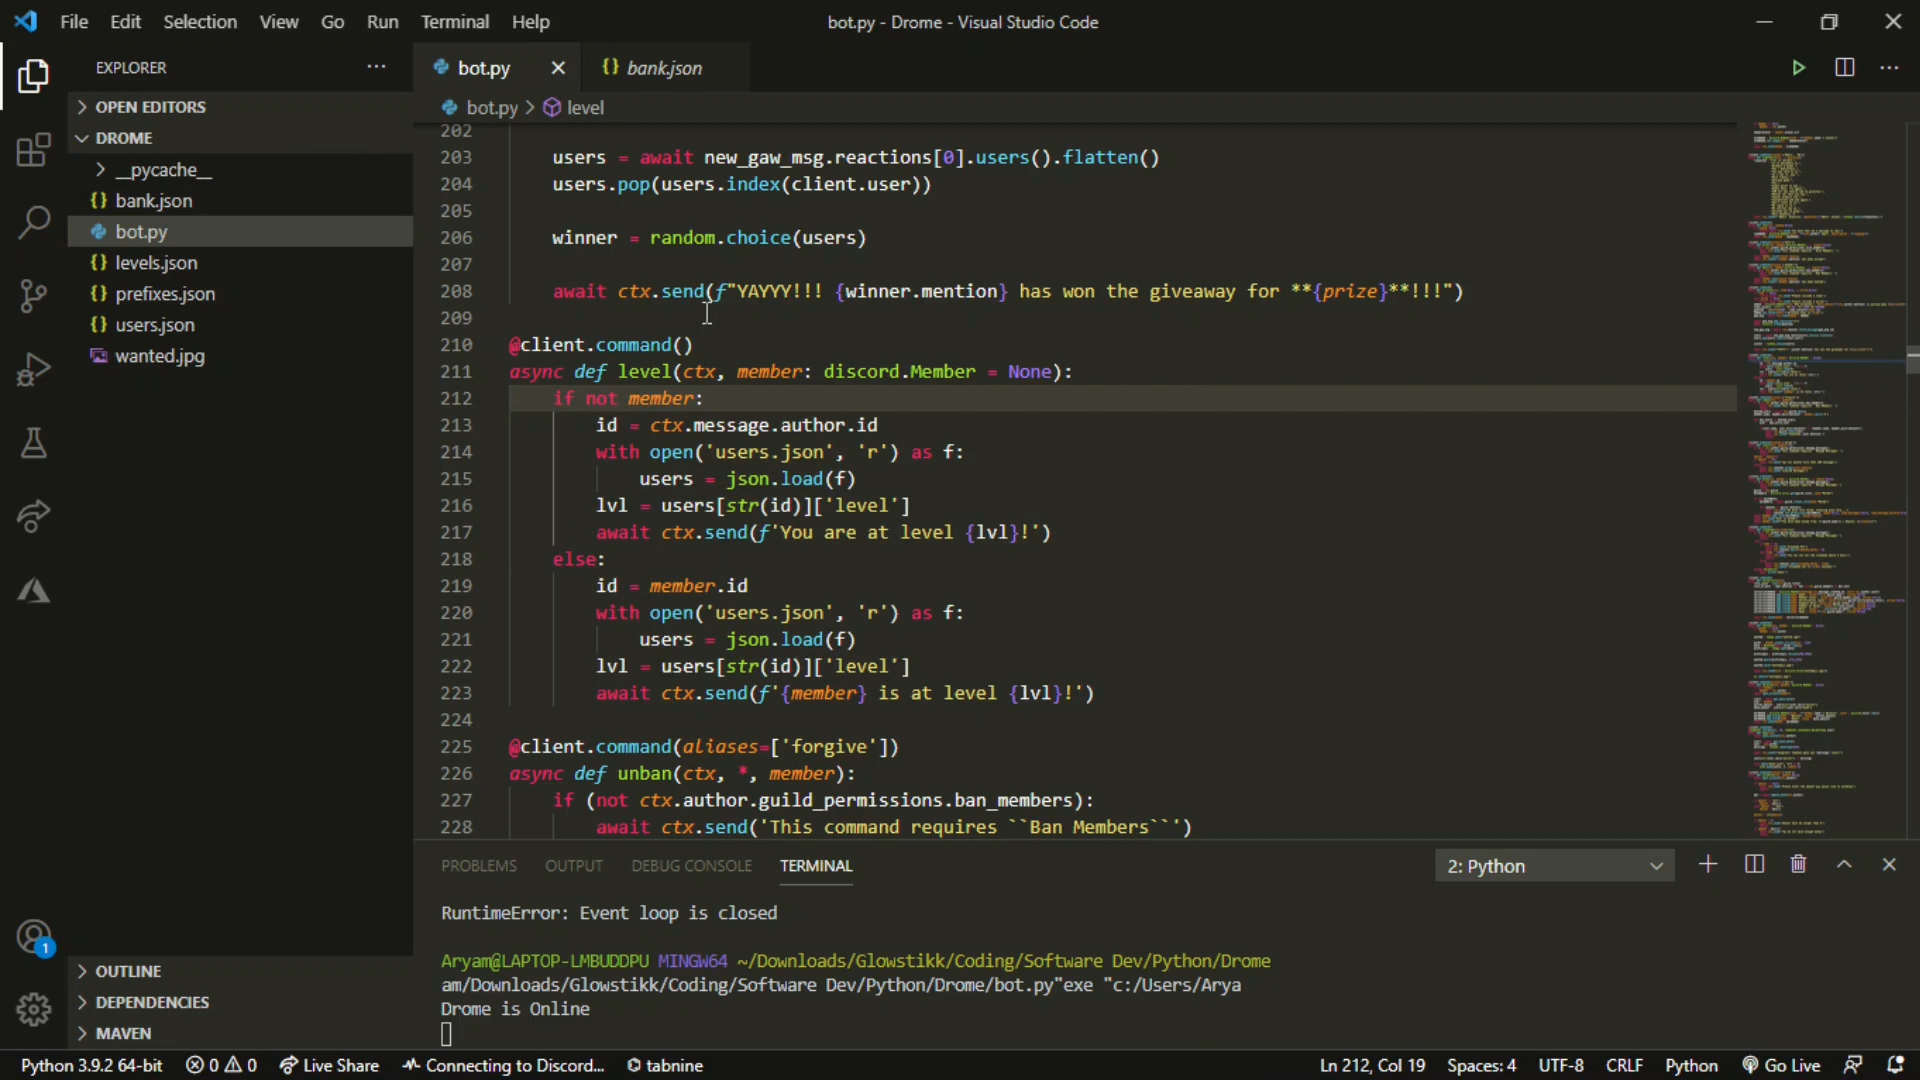 File Edit Selection View Go Run Terminal Help
bot.py - Drome - Visual Studio Code
EXPLORER ···
OPEN EDITORS
DROME
__pycache__
{} bank.json
bot.py
{} levels.json
{} prefixes.json
{} users.json
wanted.jpg
OUTLINE
DEPENDENCIES
MAVEN
bot.py
{} bank.json
bot.py > level
202
203 users = await new_gaw_msg.reactions[0].users().flatten()
204 users.pop(users.index(client.user))
205
206 winner = random.choice(users)
207
208 await ctx.send(f"YAYYY!!! {winner.mention} has won the giveaway for **{prize}**!!!")
209
210 @client.command()
211 async def level(ctx, member: discord.Member = None):
212 if not member:
213 id = ctx.message.author.id
214 with open('users.json', 'r') as f:
215 users = json.load(f)
216 lvl = users[str(id)]['level']
217 await ctx.send(f'You are at level {lvl}!')
218 else:
219 id = member.id
220 with open('users.json', 'r') as f:
221 users = json.load(f)
222 lvl = users[str(id)]['level']
223 await ctx.send(f'{member} is at level {lvl}!')
224
225 @client.command(aliases=['forgive'])
226 async def unban(ctx, *, member):
227 if (not ctx.author.guild_permissions.ban_members):
228 await ctx.send('This command requires ``Ban Members``')
PROBLEMS OUTPUT DEBUG CONSOLE TERMINAL
2: Python
RuntimeError: Event loop is closed
Aryam@LAPTOP-LMBUDDPU MINGW64 ~/Downloads/Glowstikk/Coding/Software Dev/Python/Drome
am/Downloads/Glowstikk/Coding/Software Dev/Python/Drome/bot.py"exe "c:/Users/Arya
Drome is Online
1
Python 3.9.2 64-bit 0 0 Live Share Connecting to Discord... tabnine
Ln 212, Col 19 Spaces: 4 UTF-8 CRLF Python Go Live